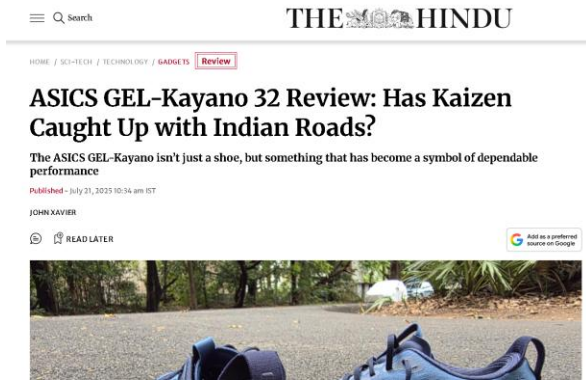 Search
THE HINDU
HOME / SCI-TECH / TECHNOLOGY / GADGETS Review
ASICS GEL-Kayano 32 Review: Has Kaizen
Caught Up with Indian Roads?
The ASICS GEL-Kayano isn’t just a shoe, but something that has become a symbol of dependable
performance
Published - July 21, 2025 10:34 am IST
JOHN XAVIER
READ LATER
Add as a preferred
source on Google